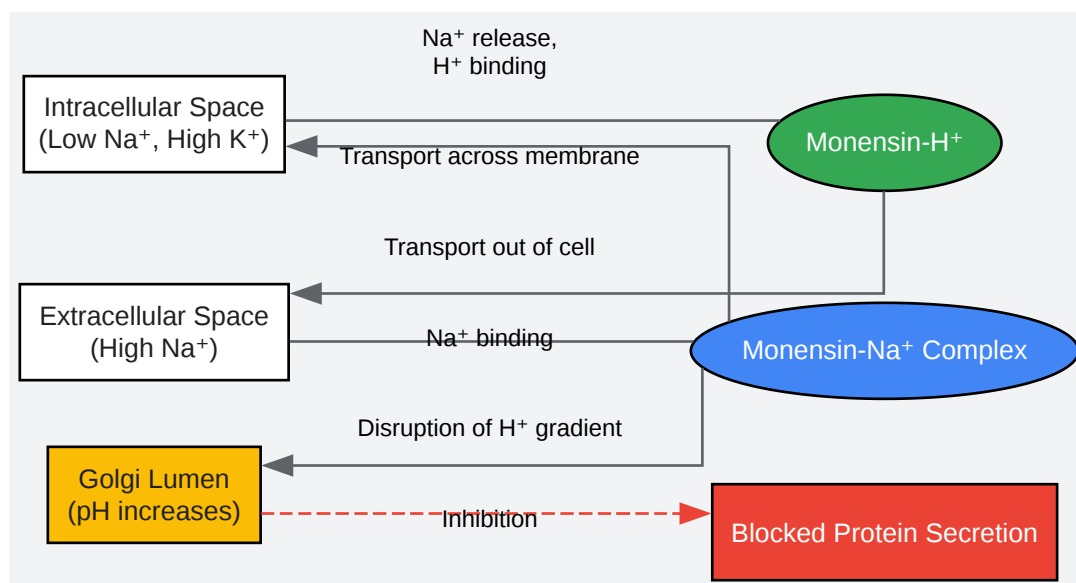 Na⁺ release,
H⁺ binding
Intracellular Space
(Low Na⁺, High K⁺)
Monensin-H⁺
Transport across membrane
Transport out of cell
Extracellular Space
(High Na⁺)
Na⁺ binding
Monensin-Na⁺ Complex
Disruption of H⁺ gradient
Golgi Lumen
(pH increases)
Inhibition
Blocked Protein Secretion